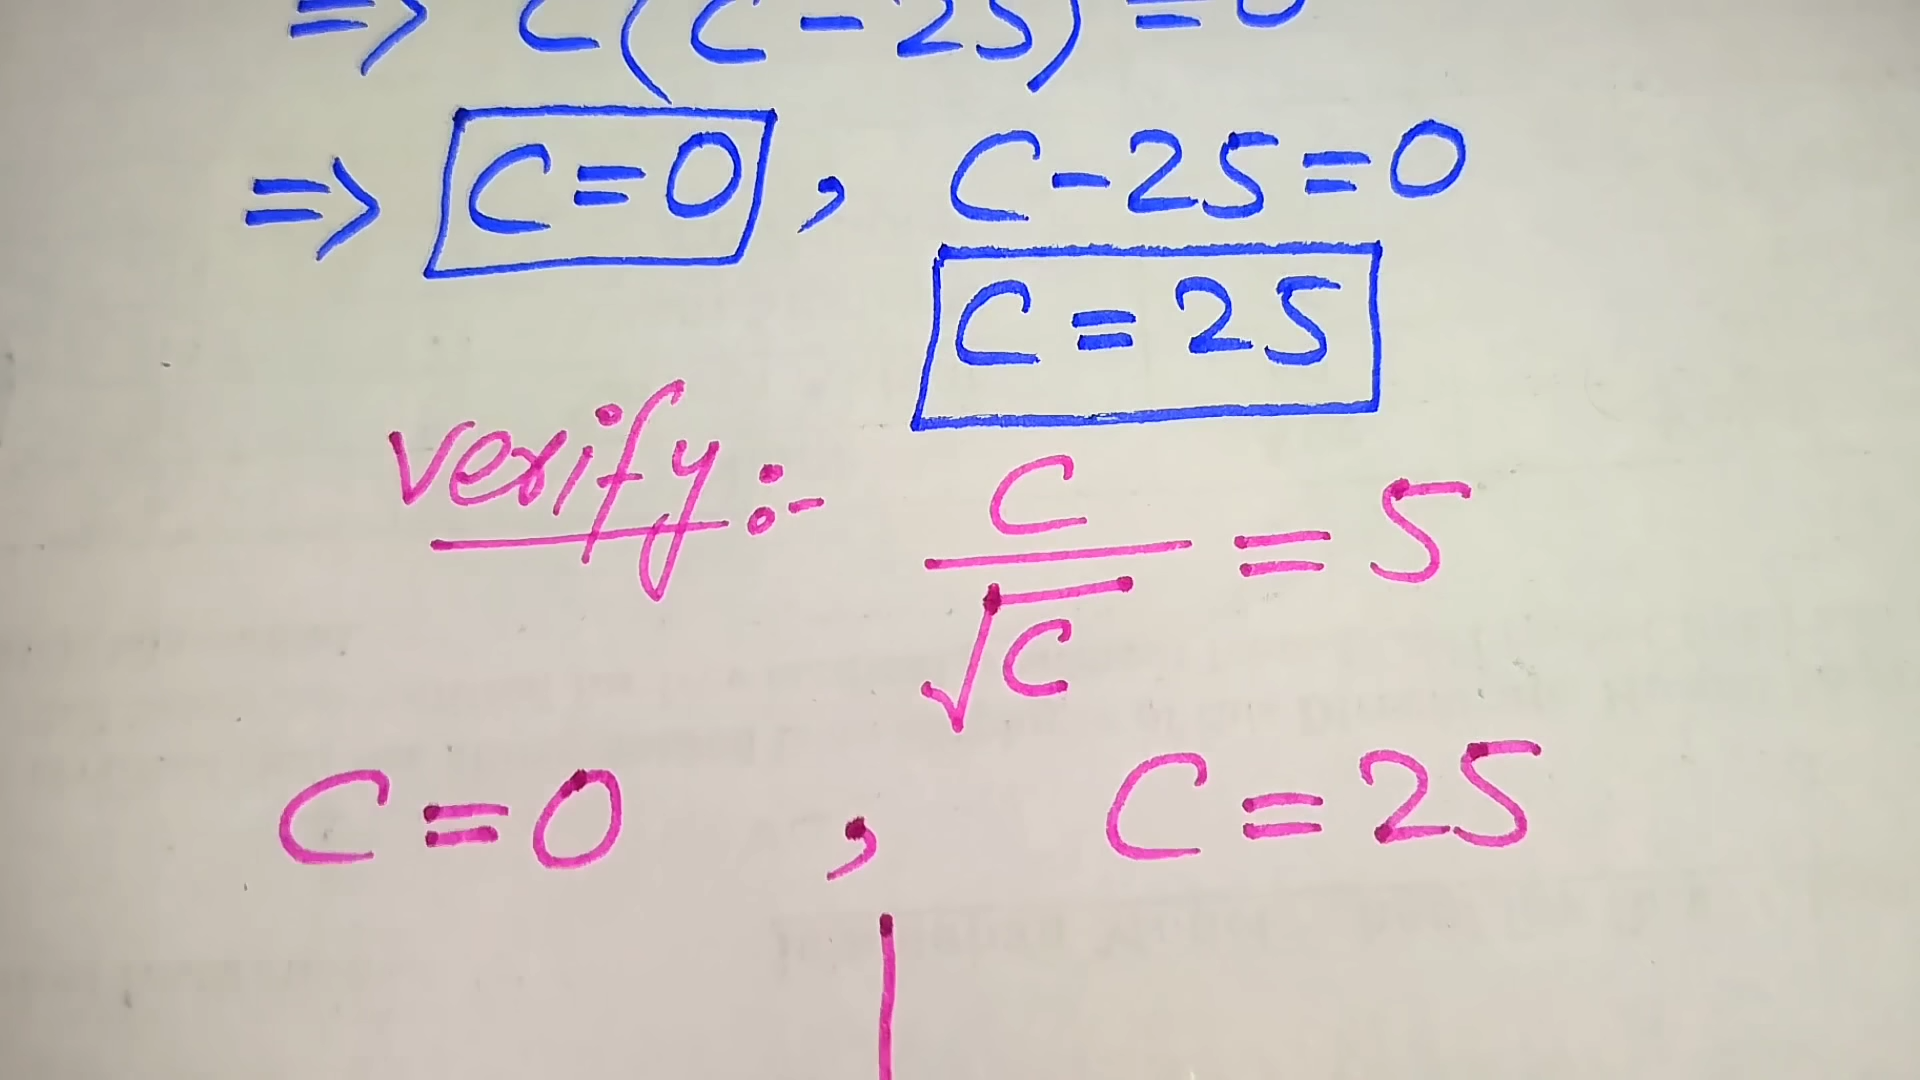 => C(C-25)=0
=> C=0, C-25=0
C=25
verify :- C/√C = 5
C=0 , C=25